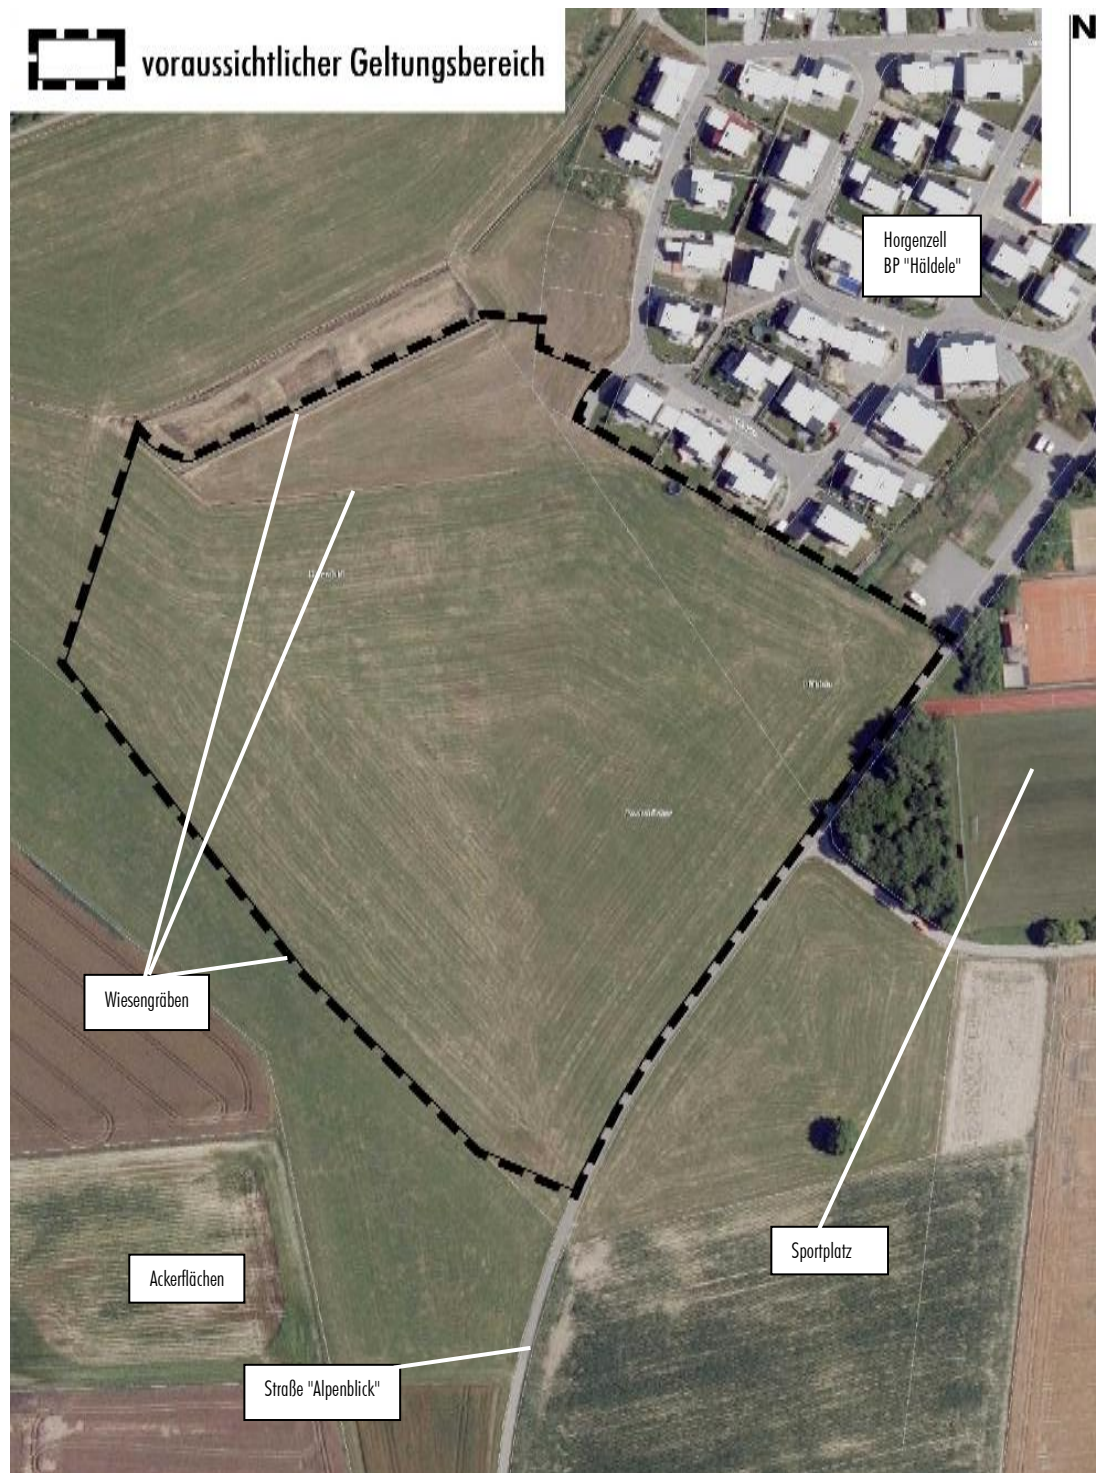 voraussichtlicher Geltungsbereich
N
Horgenzell
BP "Häldele"
Wiesengräben
Sportplatz
Ackerflächen
Straße "Alpenblick"